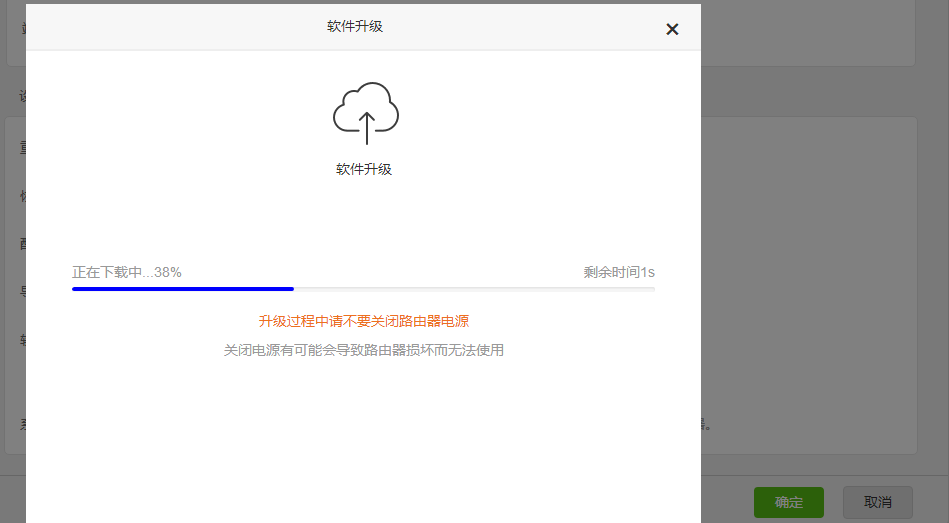 软件升级
软件升级
正在下载中...38%
剩余时间1s
升级过程中请不要关闭路由器电源
关闭电源有可能会导致路由器损坏而无法使用
确定
取消